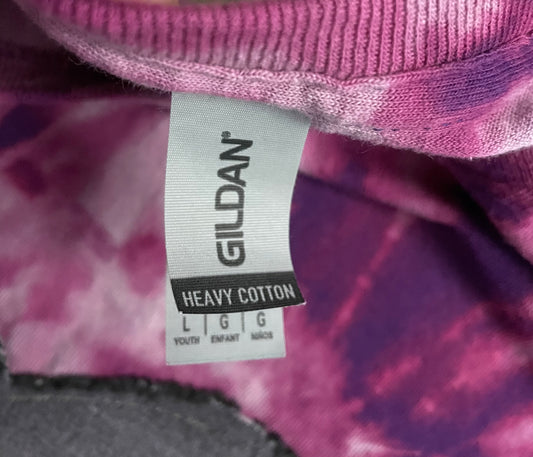 GILDAN®
HEAVY COTTON
L | G | G
YOUTH | ENFANT | NIÑOS